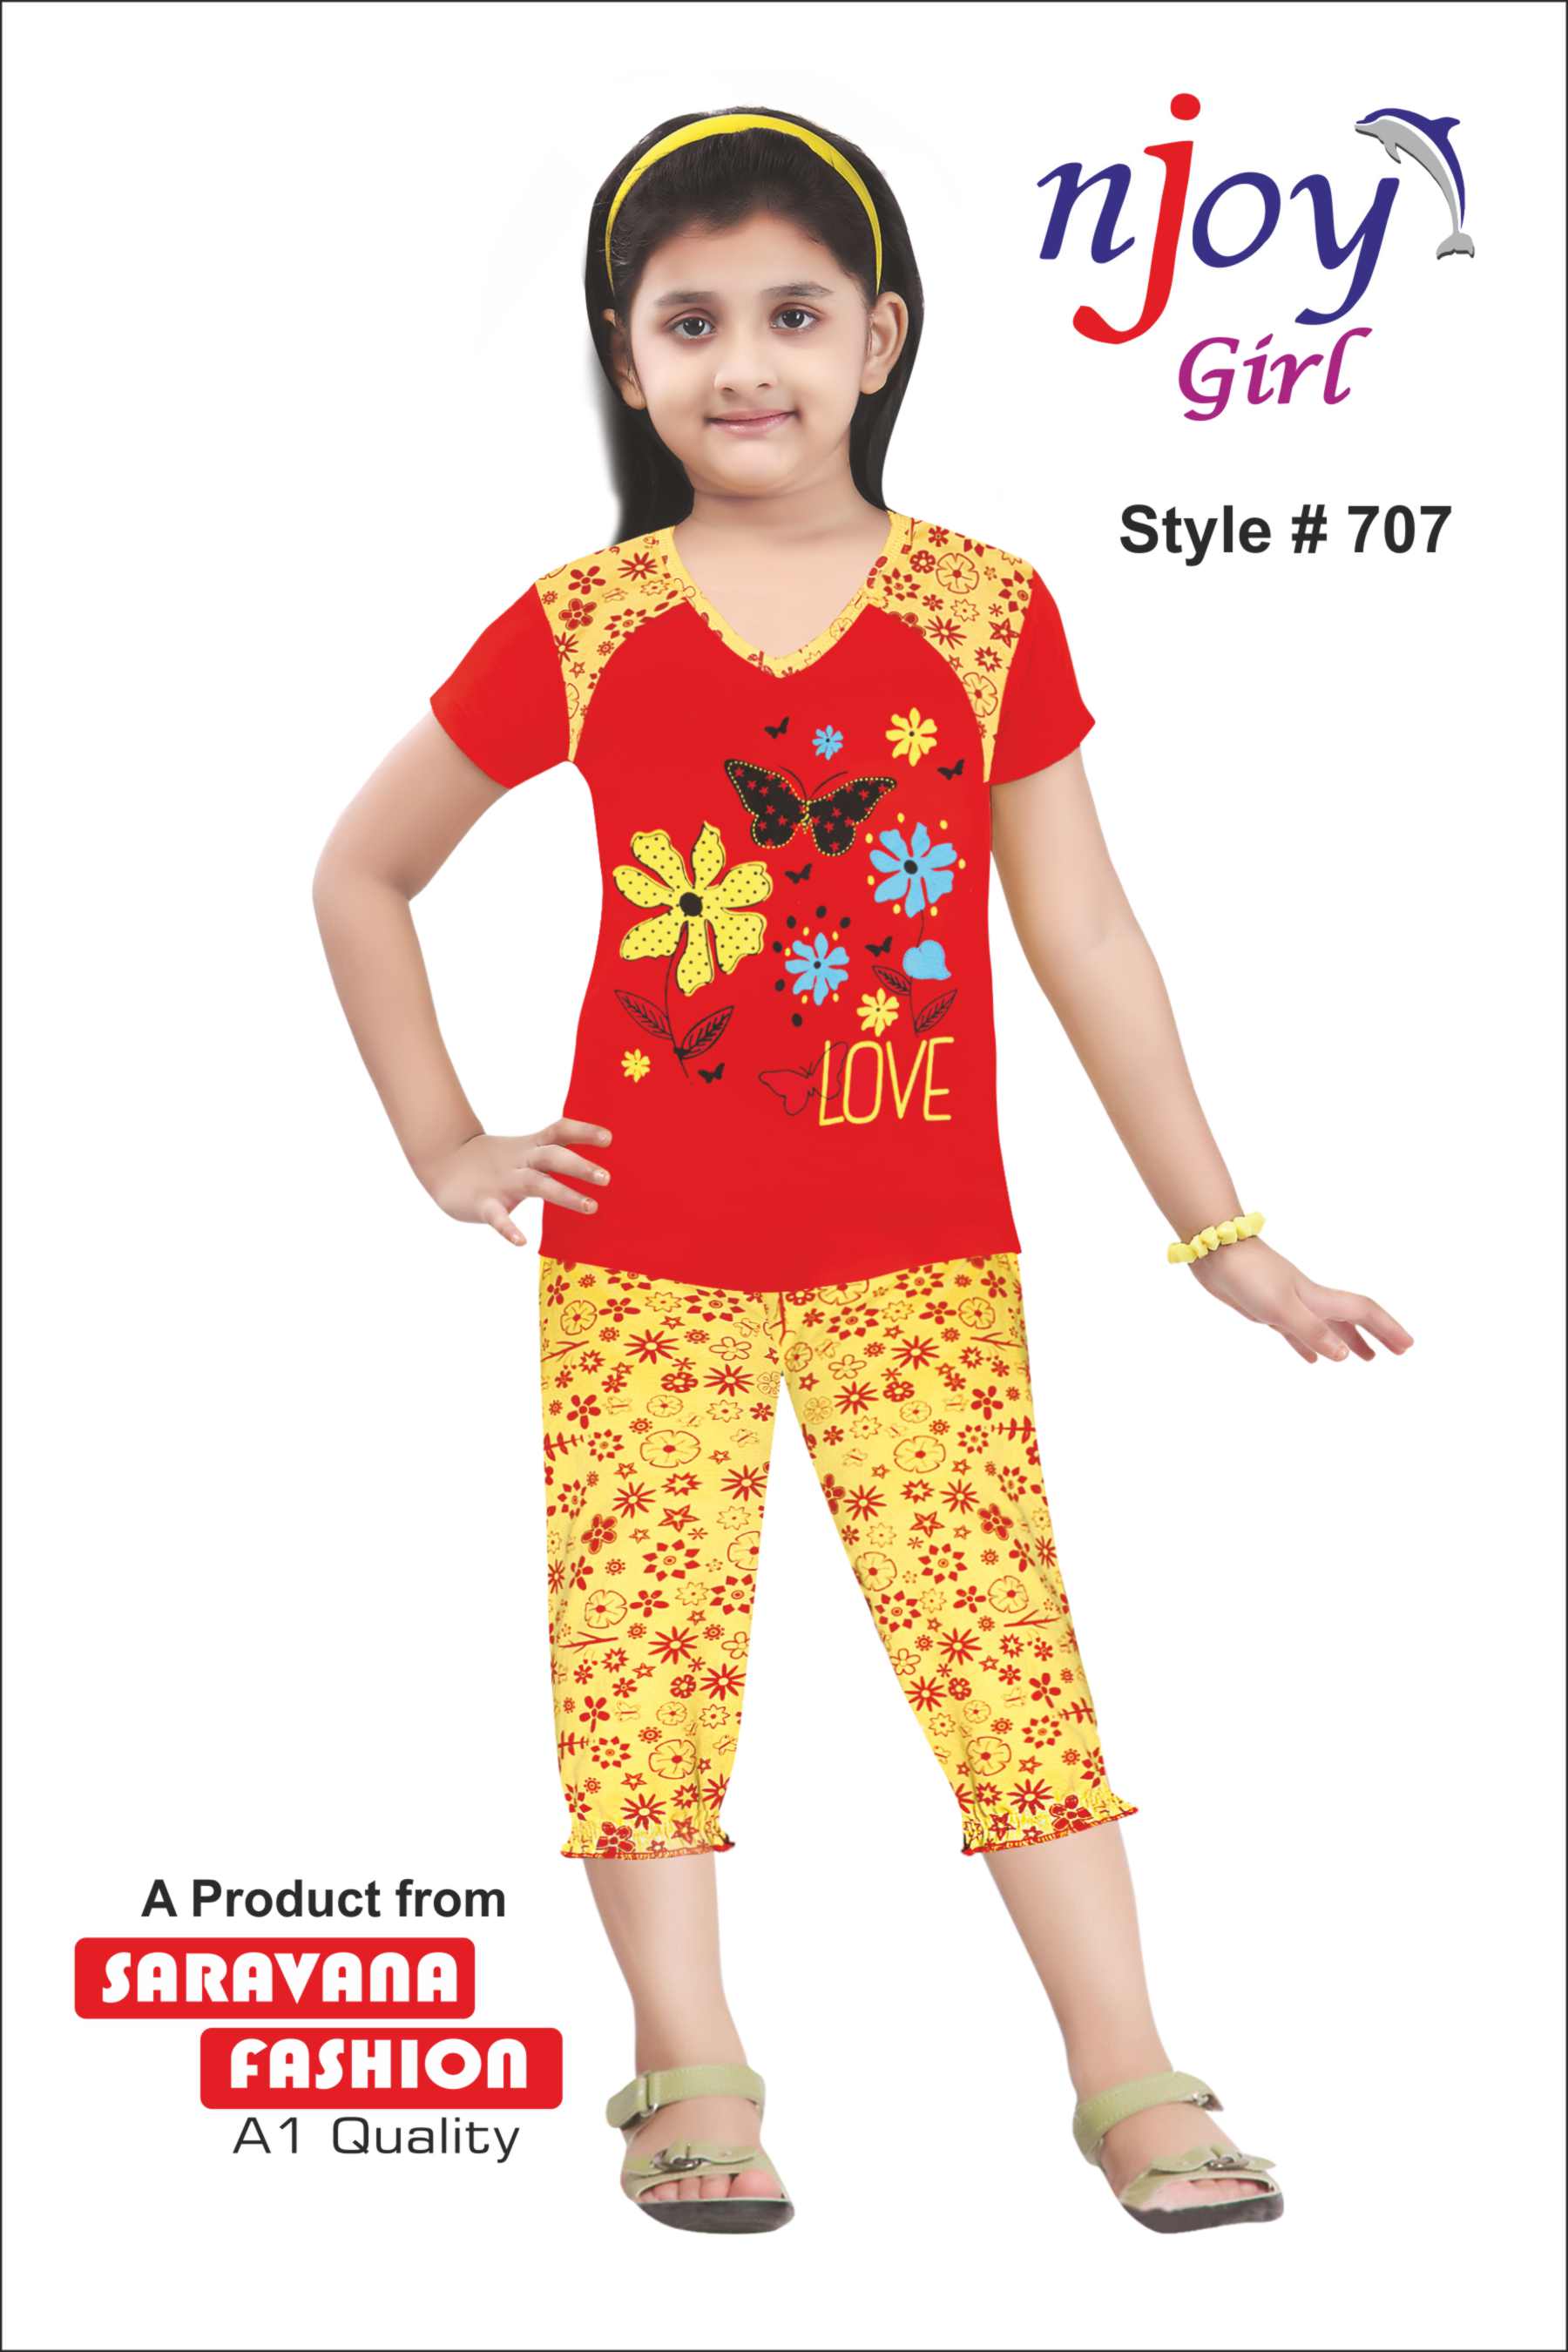 njoy
Girl
Style # 707
LOVE
A Product from
SARAVANA
FASHION
A1 Quality